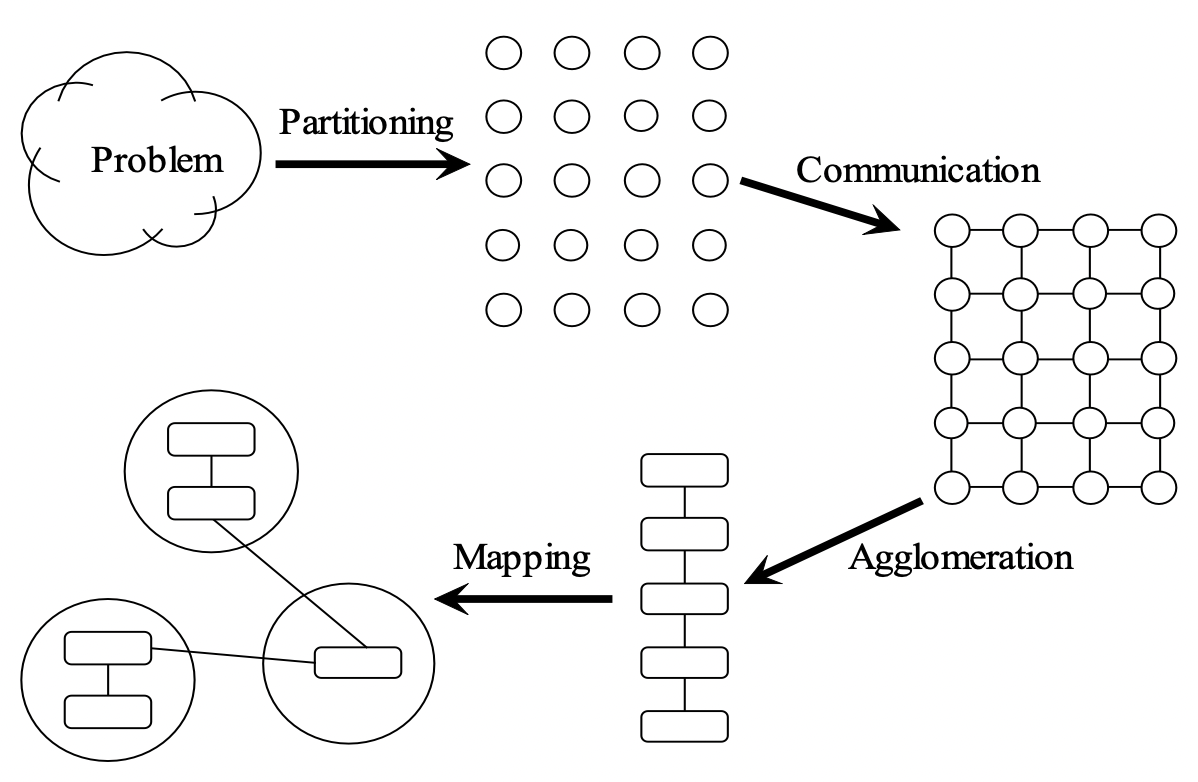 Problem
Partitioning
Communication
Agglomeration
Mapping